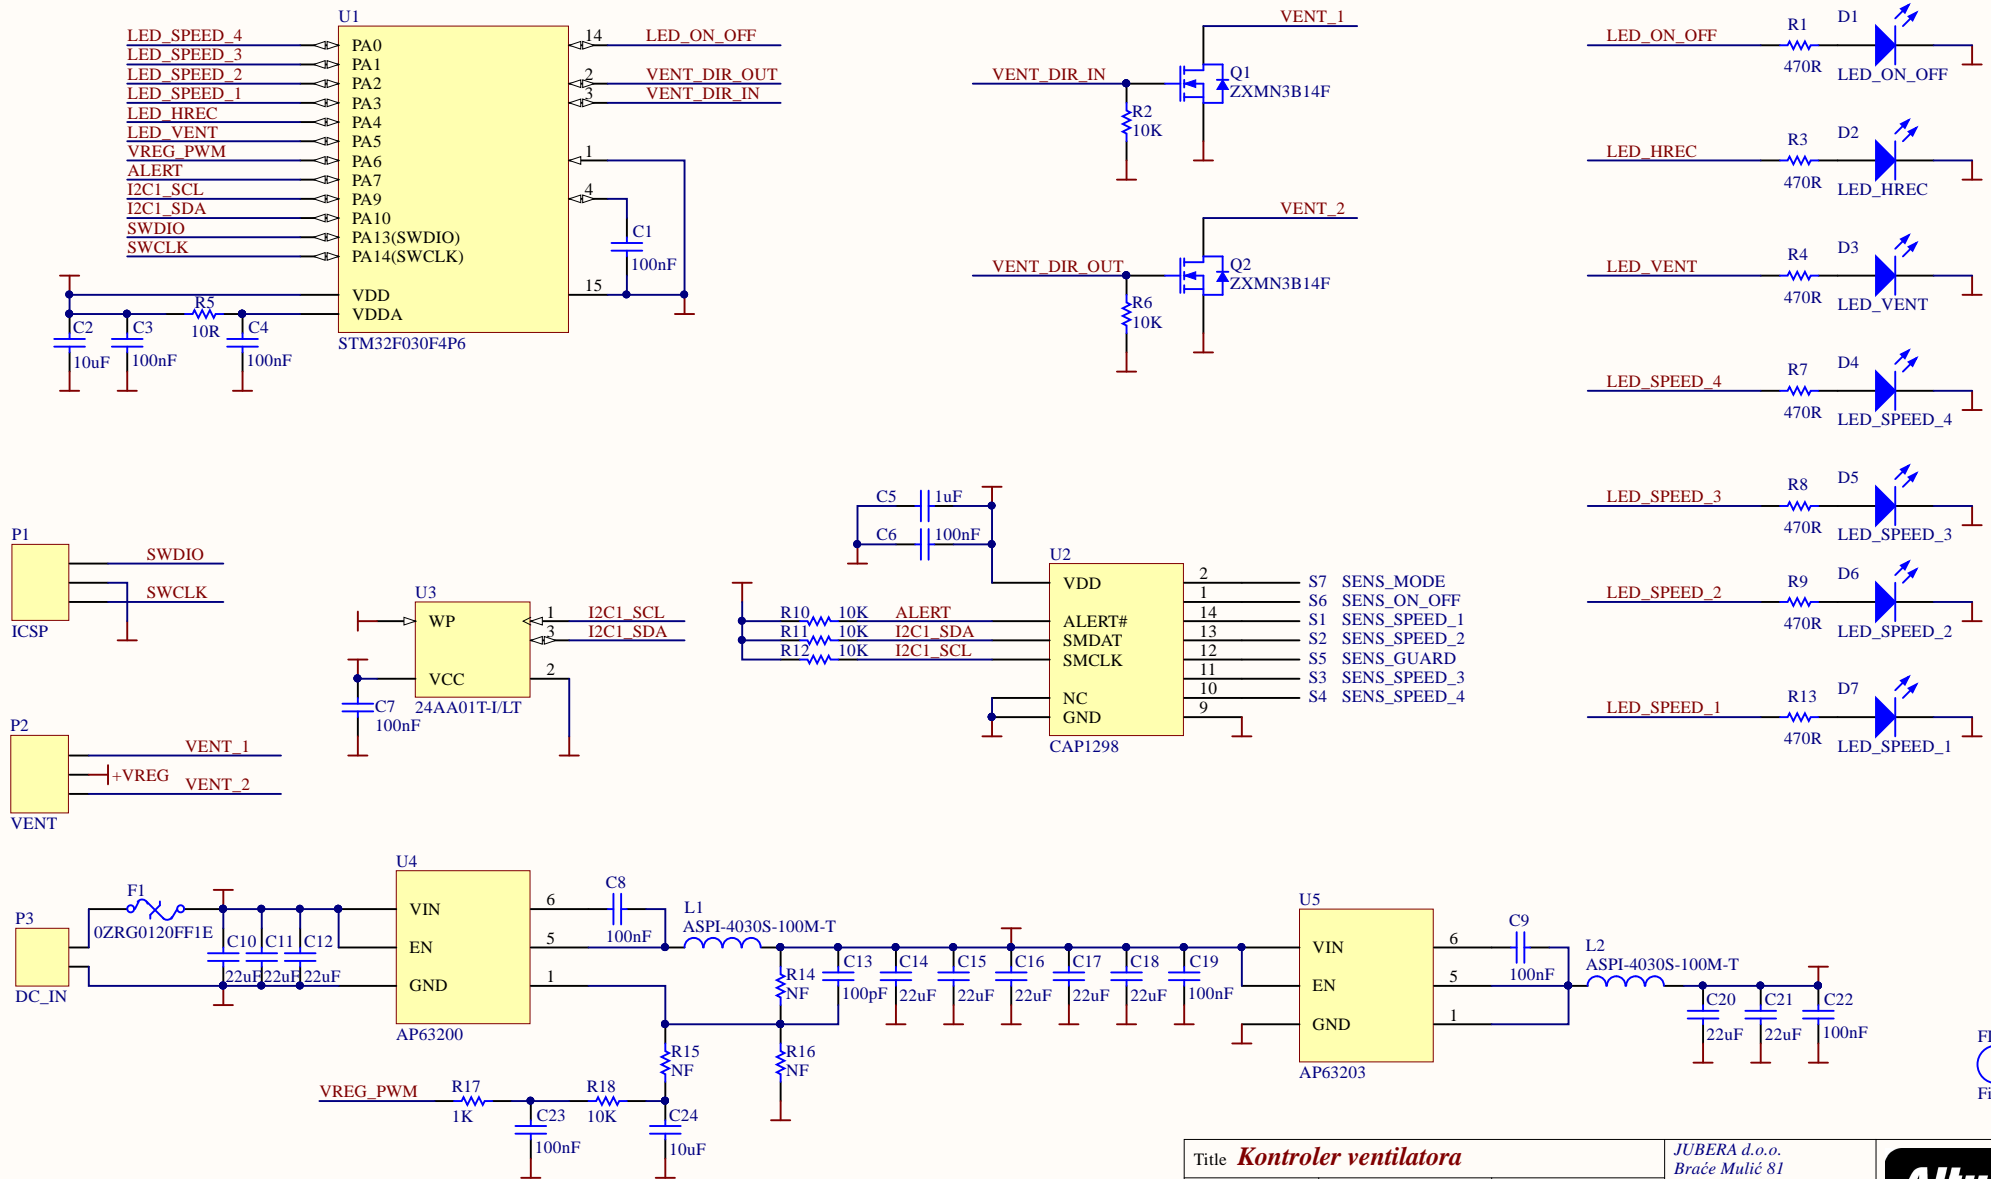 U1
LED_SPEED_4
LED_SPEED_3
LED_SPEED_2
LED_SPEED_1
LED_HREC
LED_VENT
VREG_PWM
ALERT
I2C1_SCL
I2C1_SDA
SWDIO
SWCLK
PA0
PA1
PA2
PA3
PA4
PA5
PA6
PA7
PA9
PA10
PA13(SWDIO)
PA14(SWCLK)
VDD
VDDA
14 LED_ON_OFF
2 VENT_DIR_OUT
3 VENT_DIR_IN
1
4
15
C1
100nF
STM32F030F4P6
R5
10R
C2
10uF
C3
100nF
C4
100nF
VENT_1
VENT_DIR_IN
Q1
ZXMN3B14F
R2
10K
VENT_2
VENT_DIR_OUT
Q2
ZXMN3B14F
R6
10K
LED_ON_OFF
R1
470R
D1
LED_ON_OFF
LED_HREC
R3
470R
D2
LED_HREC
LED_VENT
R4
470R
D3
LED_VENT
LED_SPEED_4
R7
470R
D4
LED_SPEED_4
LED_SPEED_3
R8
470R
D5
LED_SPEED_3
LED_SPEED_2
R9
470R
D6
LED_SPEED_2
LED_SPEED_1
R13
470R
D7
LED_SPEED_1
P1
SWDIO
SWCLK
ICSP
P2
VENT_1
+VREG
VENT_2
VENT
U3
WP
VCC
1 I2C1_SCL
3 I2C1_SDA
2
24AA01T-I/LT
C7
100nF
C5 1uF
C6 100nF
R10 10K ALERT
R11 10K I2C1_SDA
R12 10K I2C1_SCL
U2
VDD
ALERT#
SMDAT
SMCLK
NC
GND
CAP1298
2 S7 SENS_MODE
1 S6 SENS_ON_OFF
14 S1 SENS_SPEED_1
13 S2 SENS_SPEED_2
12 S5 SENS_GUARD
11 S3 SENS_SPEED_3
10 S4 SENS_SPEED_4
9
P3
DC_IN
F1
0ZRG0120FF1E
C10
22uF
C11
22uF
C12
22uF
U4
VIN
EN
GND
6
5
1
AP63200
C8
100nF
L1
ASPI-4030S-100M-T
R14
NF
C13
100pF
C14
22uF
C15
22uF
C16
22uF
C17
22uF
C18
22uF
C19
100nF
R15
NF
R16
NF
VREG_PWM
R17
1K
R18
10K
C23
100nF
C24
10uF
U5
VIN
EN
GND
6
5
1
AP63203
C9
100nF
L2
ASPI-4030S-100M-T
C20
22uF
C21
22uF
C22
100nF
Fi
Title Kontroler ventilatora
JUBERA d.o.o.
Braće Mulić 81